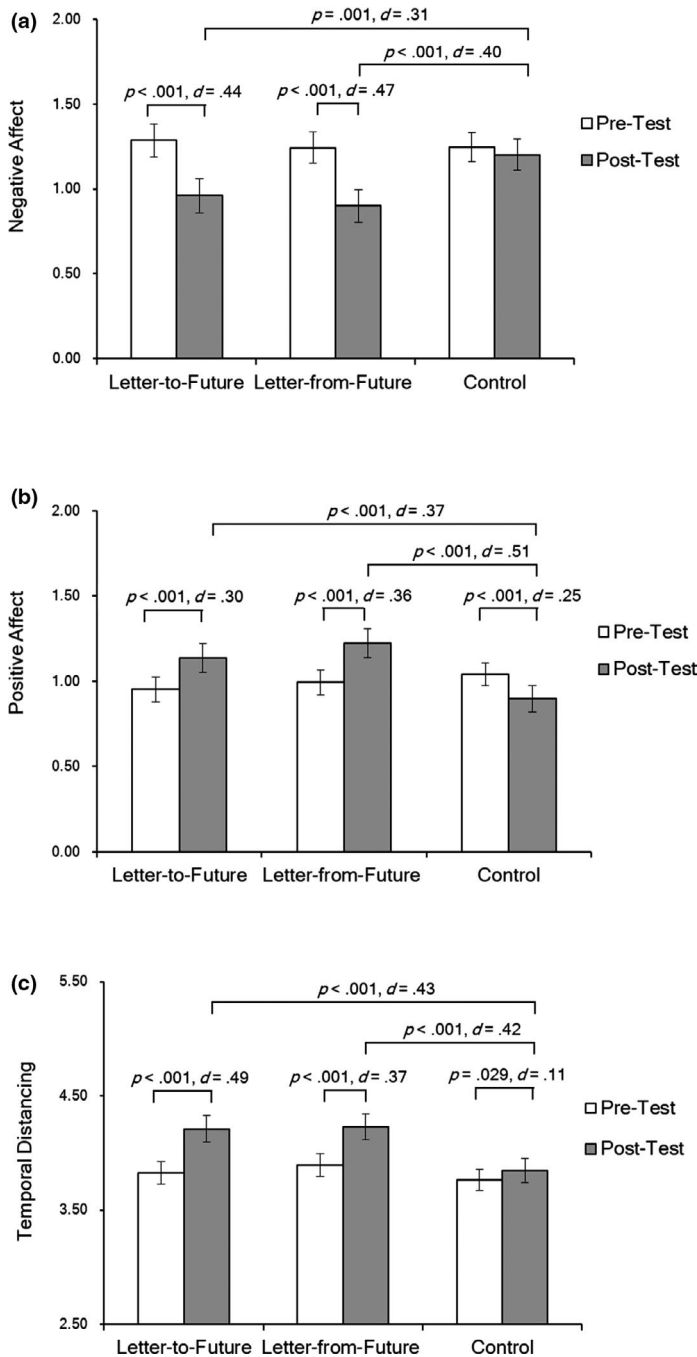 (a)
2.00
p = .001, d = .31
p < .001, d = .40
p < .001, d = .44
p < .001, d = .47
1.50
Pre-Test
Post-Test
Negative Affect
1.00
0.50
0.00
Letter-to-Future
Letter-from-Future
Control
(b)
2.00
p < .001, d = .37
p < .001, d = .51
1.50
p < .001, d = .30
p < .001, d = .36
p < .001, d = .25
Pre-Test
Post-Test
Positive Affect
1.00
0.50
0.00
Letter-to-Future
Letter-from-Future
Control
(c)
5.50
p < .001, d = .43
p < .001, d = .42
p < .001, d = .49
p < .001, d = .37
p = .029, d = .11
4.50
Pre-Test
Post-Test
Temporal Distancing
3.50
2.50
Letter-to-Future
Letter-from-Future
Control